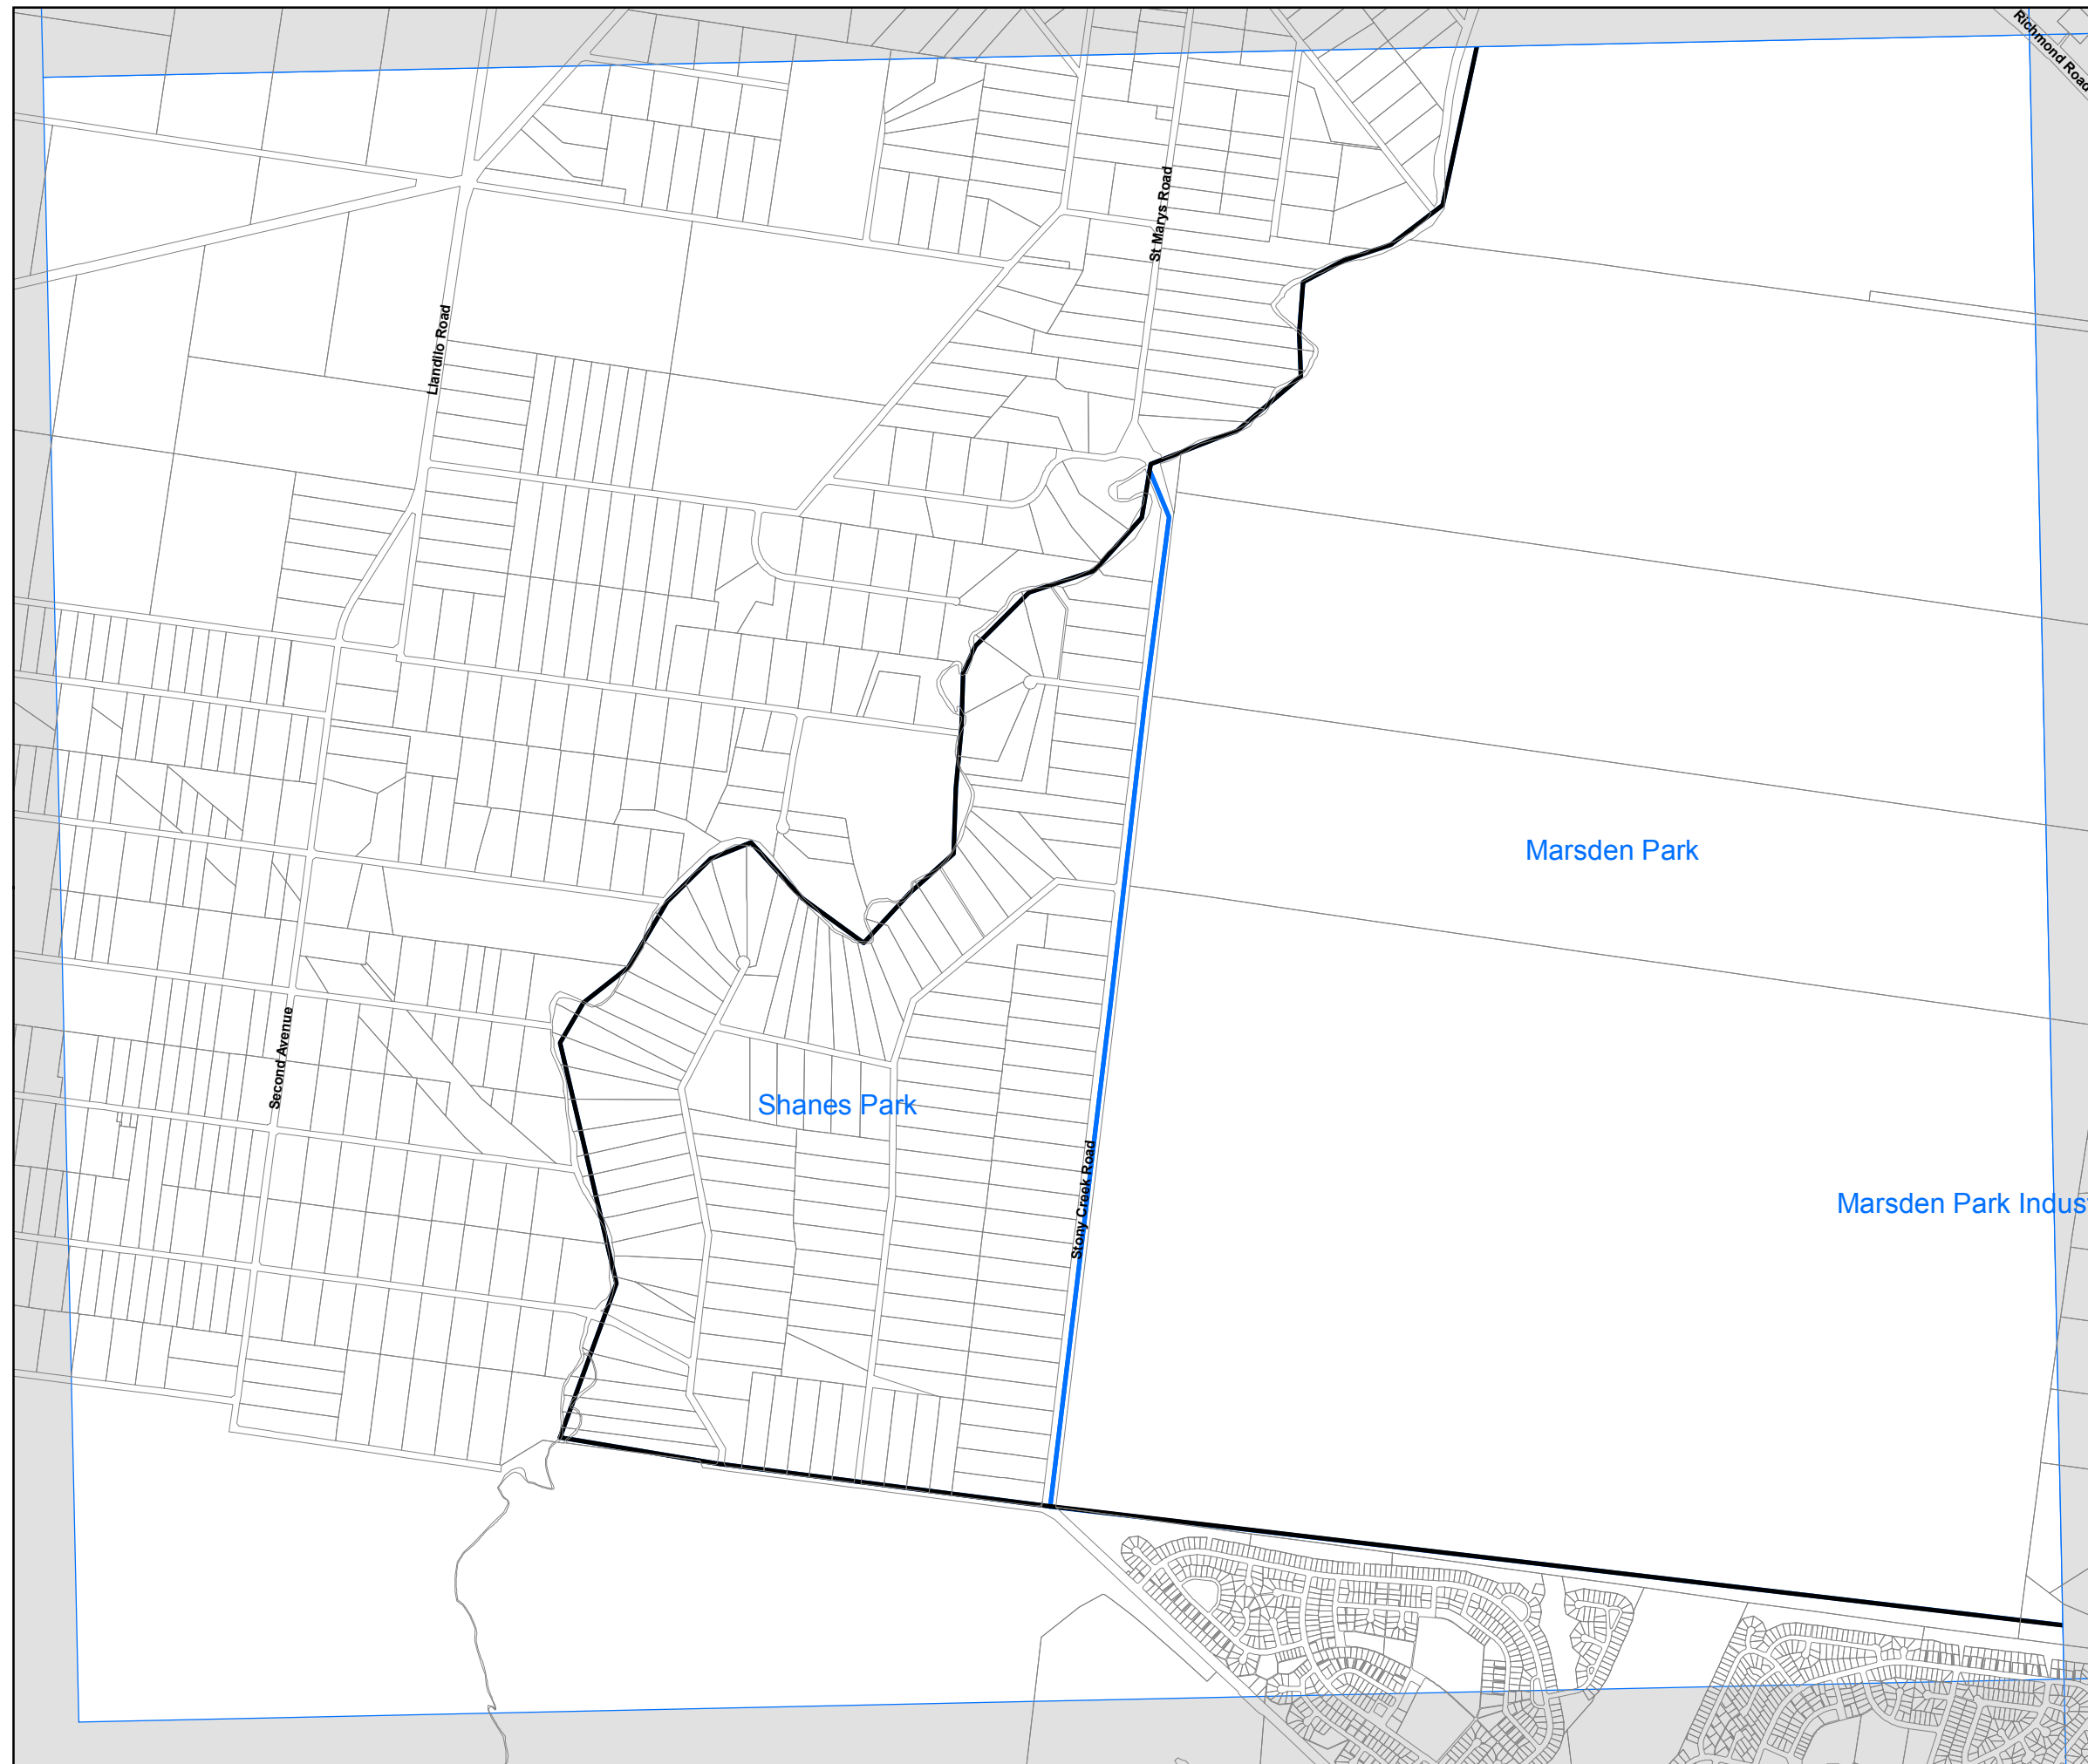 Richmond Road
St Marys Road
Llandilo Road
Marsden Park
Second Avenue
Shanes Park
Stony Creek Road
Marsden Park Indus